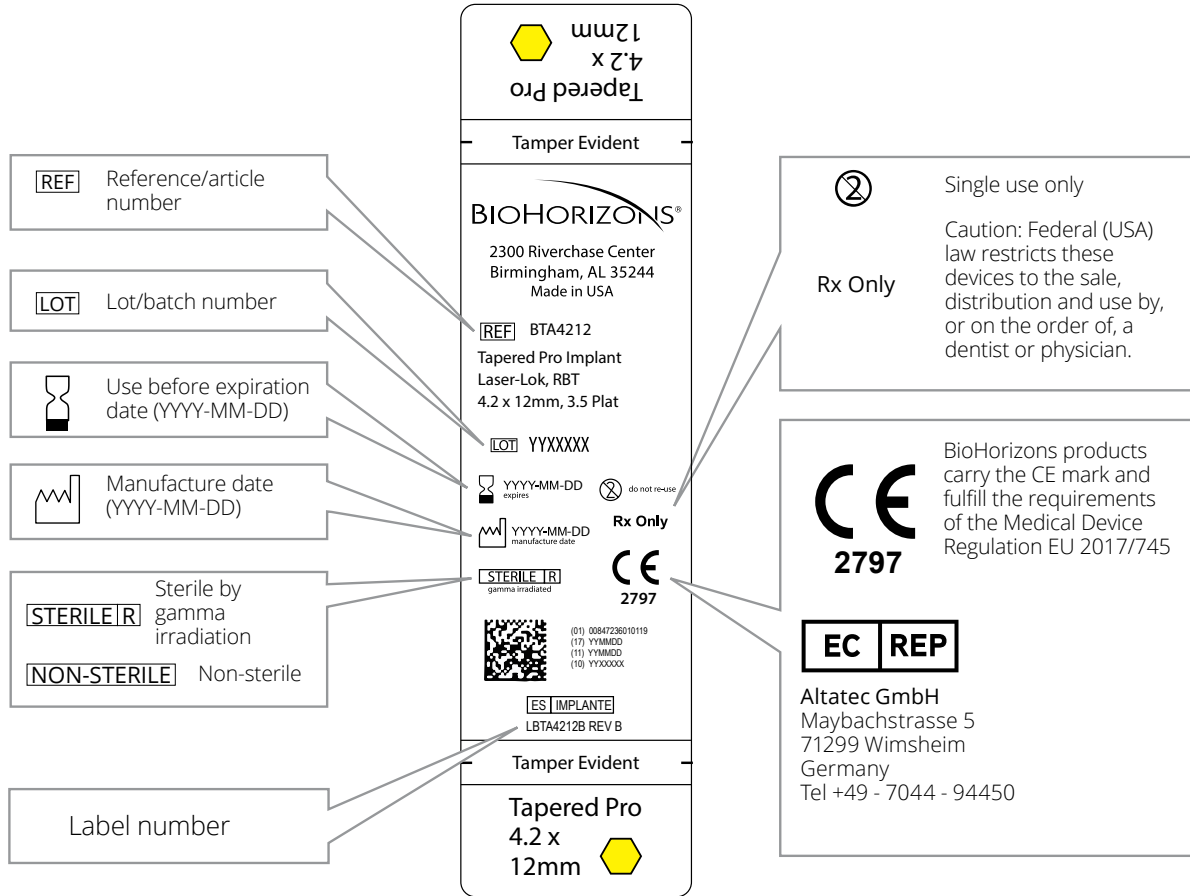 Tapered Pro
4.2 x
12mm
Tamper Evident
BIOHORIZONS®
2300 Riverchase Center
Birmingham, AL 35244
Made in USA
REF BTA4212
Tapered Pro Implant
Laser-Lok, RBT
4.2 x 12mm, 3.5 Plat
LOT YYXXXXX
YYYY-MM-DD
expires
2 do not re-use
YYYY-MM-DD
manufacture date
Rx Only
STERILE R
gamma irradiated
CE
2797
(01) 00847236010119
(17) YYMMDD
(11) YYMMDD
(10) YYXXXXX
ES IMPLANTE
LBTA4212B REV B
Tamper Evident
Tapered Pro
4.2 x
12mm
REF Reference/article
number
LOT Lot/batch number
Use before expiration
date (YYYY-MM-DD)
Manufacture date
(YYYY-MM-DD)
STERILE R Sterile by
gamma
irradiation
NON-STERILE Non-sterile
Label number
2 Single use only
Rx Only Caution: Federal (USA)
law restricts these
devices to the sale,
distribution and use by,
or on the order of, a
dentist or physician.
CE
2797
BioHorizons products
carry the CE mark and
fulfill the requirements
of the Medical Device
Regulation EU 2017/745
EC REP
Altatec GmbH
Maybachstrasse 5
71299 Wimsheim
Germany
Tel +49 - 7044 - 94450